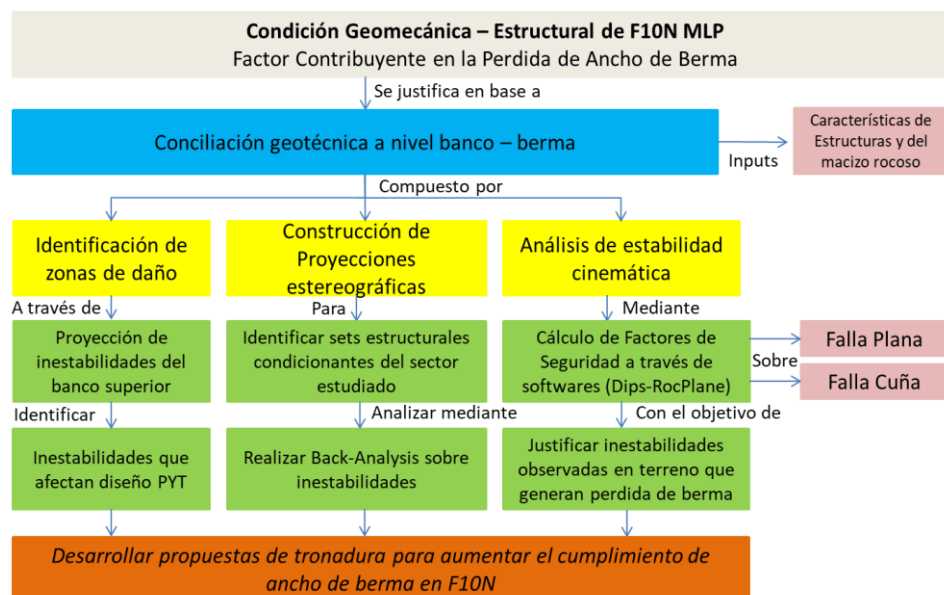 Condición Geomecánica – Estructural de F10N MLP
Factor Contribuyente en la Perdida de Ancho de Berma
Se justifica en base a
Conciliación geotécnica a nivel banco – berma
Inputs
Características de
Estructuras y del
macizo rocoso
Compuesto por
Identificación de
zonas de daño
Construcción de
Proyecciones
estereográficas
Análisis de estabilidad
cinemática
A través de
Para
Mediante
Proyección de
inestabilidades del
banco superior
Identificar sets estructurales
condicionantes del sector
estudiado
Cálculo de Factores de
Seguridad a través de
softwares (Dips-RocPlane)
Sobre
Falla Plana
Falla Cuña
Identificar
Analizar mediante
Con el objetivo de
Inestabilidades que
afectan diseño PYT
Realizar Back-Analysis sobre
inestabilidades
Justificar inestabilidades
observadas en terreno que
generan perdida de berma
Desarrollar propuestas de tronadura para aumentar el cumplimiento de
ancho de berma en F10N